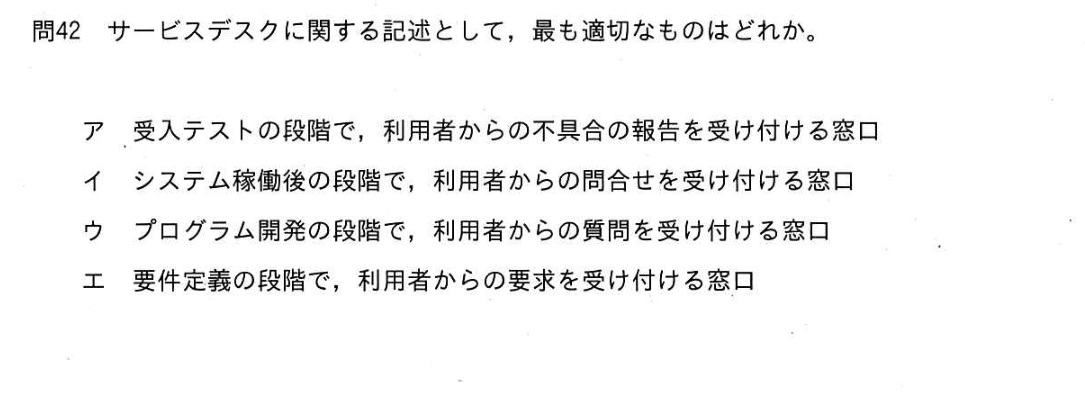 問42 サービスデスクに関する記述として，最も適切なものはどれか。
ア 受入テストの段階で，利用者からの不具合の報告を受け付ける窓口
イ システム稼働後の段階で，利用者からの問合せを受け付ける窓口
ウ プログラム開発の段階で，利用者からの質問を受け付ける窓口
エ 要件定義の段階で，利用者からの要求を受け付ける窓口